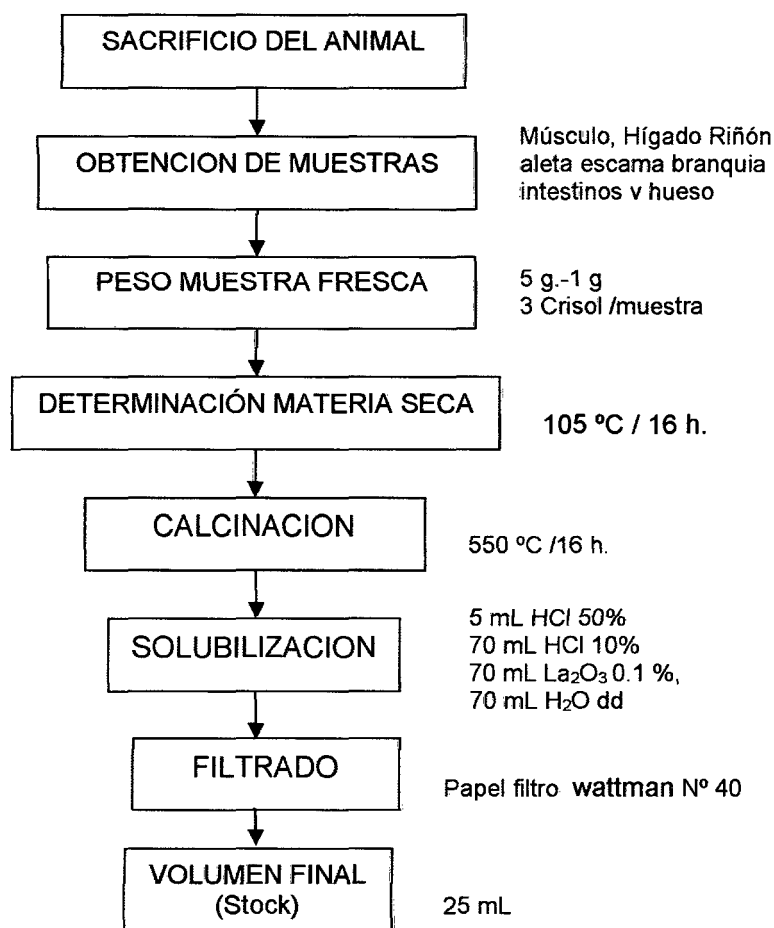 SACRIFICIO DEL ANIMAL
OBTENCION DE MUESTRAS
Músculo, Hígado Riñón
aleta escama branquia
intestinos v hueso
PESO MUESTRA FRESCA
5 g.-1 g
3 Crisol /muestra
DETERMINACIÓN MATERIA SECA
105 ºC / 16 h.
CALCINACION
550 ºC /16 h.
SOLUBILIZACION
5 mL HCl 50%
70 mL HCl 10%
70 mL La₂O₃ 0.1 %,
70 mL H₂O dd
FILTRADO
Papel filtro wattman Nº 40
VOLUMEN FINAL
(Stock)
25 mL